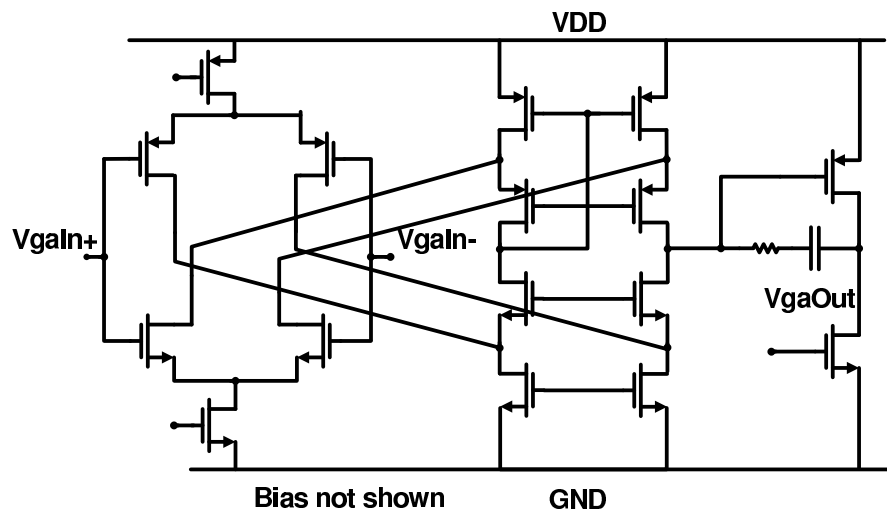 VDD
VgaIn+
VgaIn-
VgaOut
Bias not shown
GND